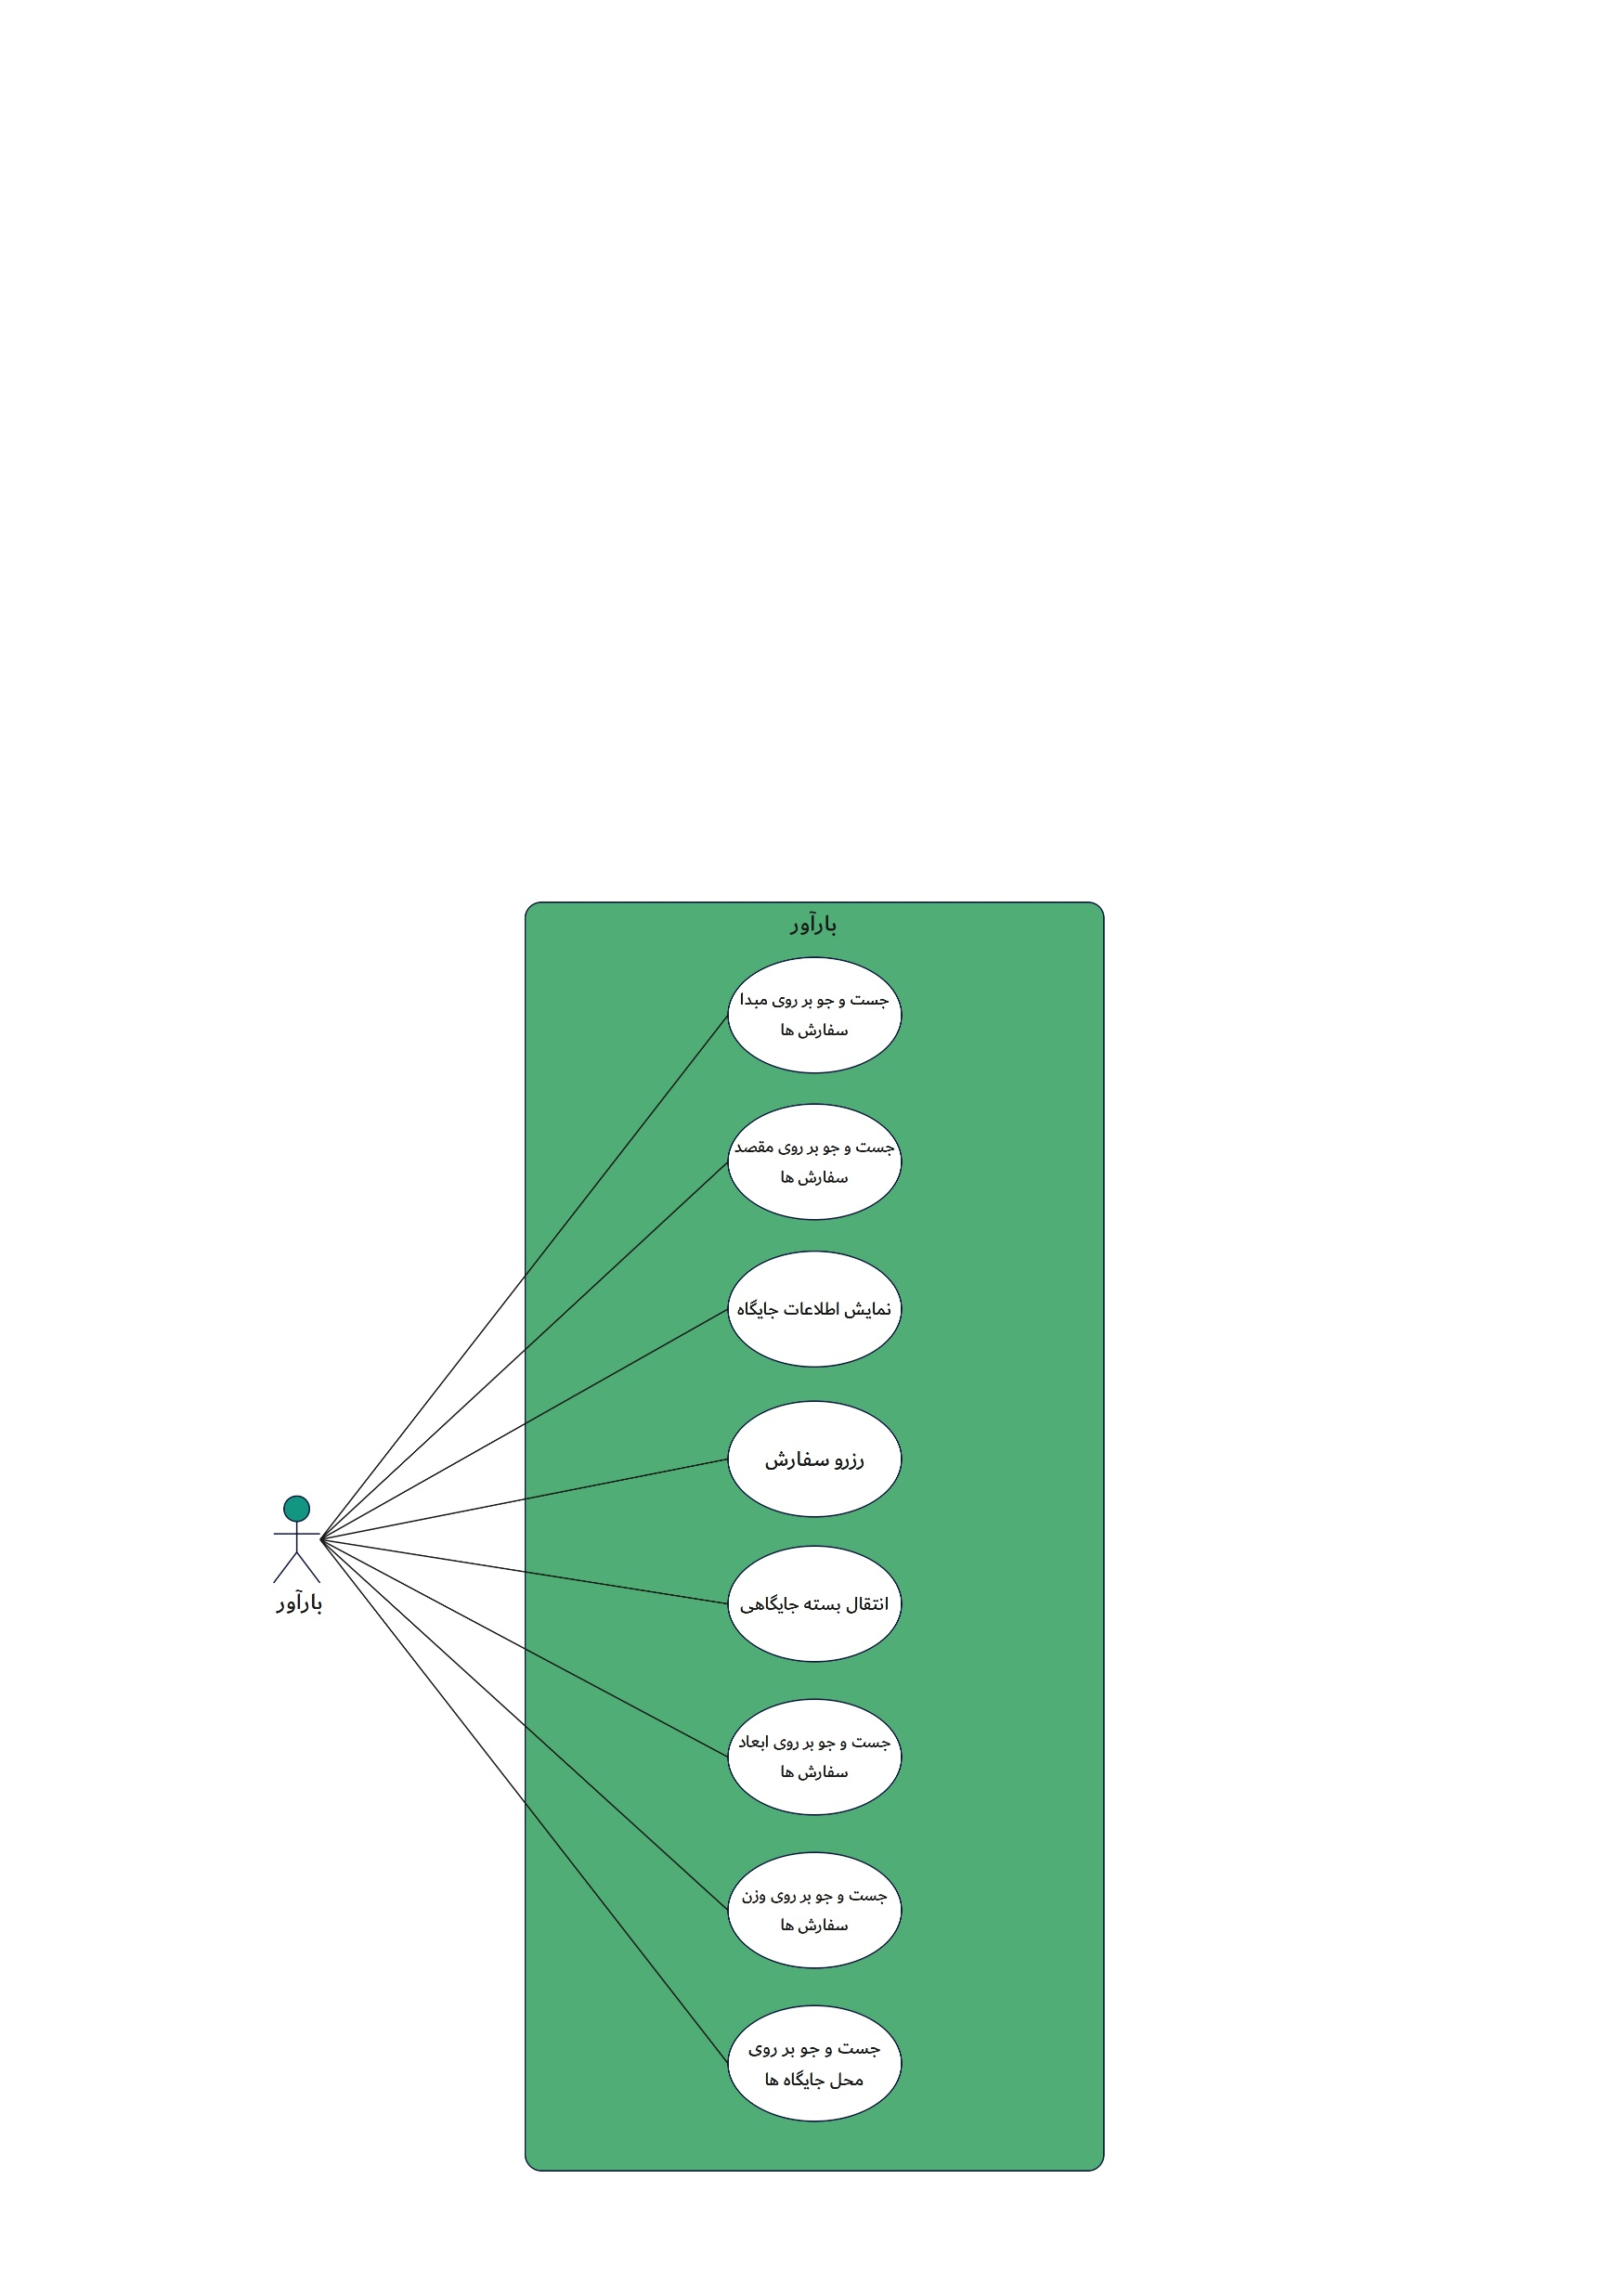 بارآور
جست و جو بر روی مبدا
سفارش ها
جست و جو بر روی مقصد
سفارش ها
نمایش اطلاعات جایگاه
رزرو سفارش
انتقال بسته جایگاهی
بارآور
جست و جو بر روی ابعاد
سفارش ها
جست و جو بر روی وزن
سفارش ها
جست و جو بر روی
محل جایگاه ها